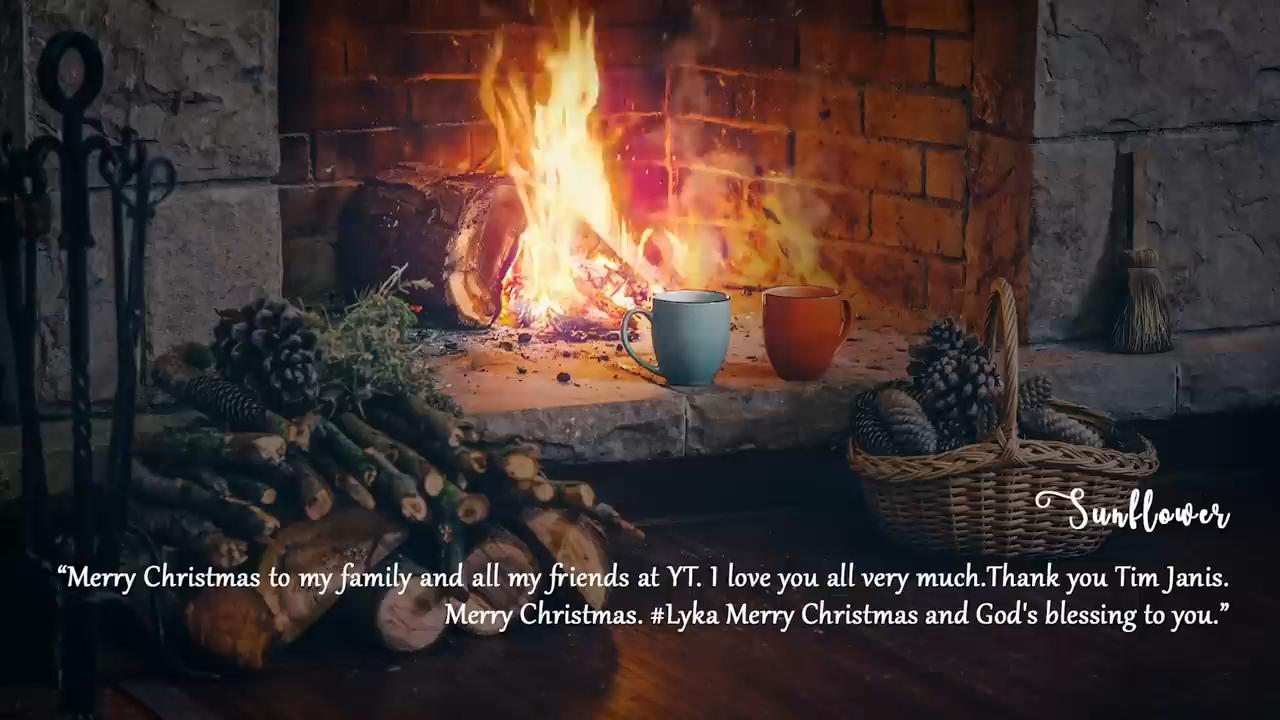 Sunflower
“Merry Christmas to my family and all my friends at YT. I love you all very much.Thank you Tim Janis.
Merry Christmas. #Lyka Merry Christmas and God's blessing to you.”